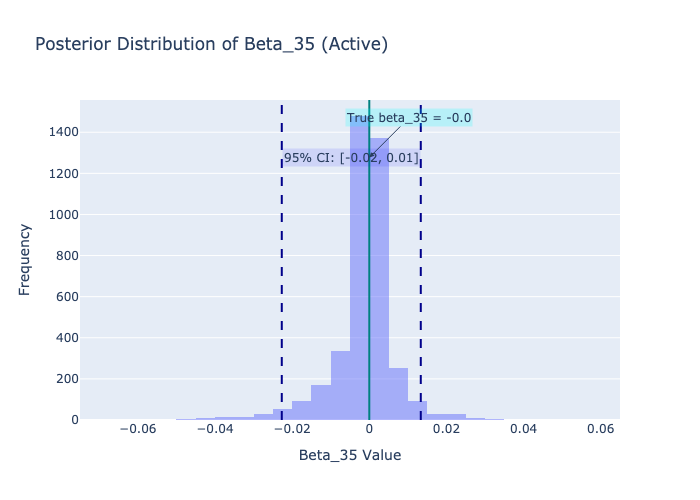 Posterior Distribution of Beta_35 (Active)
True beta_35 = -0.0
95% CI: [-0.02, 0.01]
1400
1200
1000
800
600
400
200
0
Frequency
−0.06 −0.04 −0.02 0 0.02 0.04 0.06
Beta_35 Value